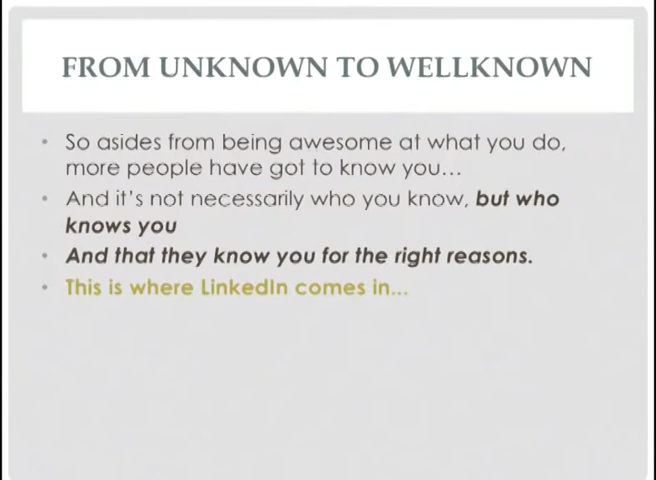 FROM UNKNOWN TO WELLKNOWN
• So asides from being awesome at what you do,
more people have got to know you...
• And it's not necessarily who you know, but who
knows you
• And that they know you for the right reasons.
• This is where LinkedIn comes in...